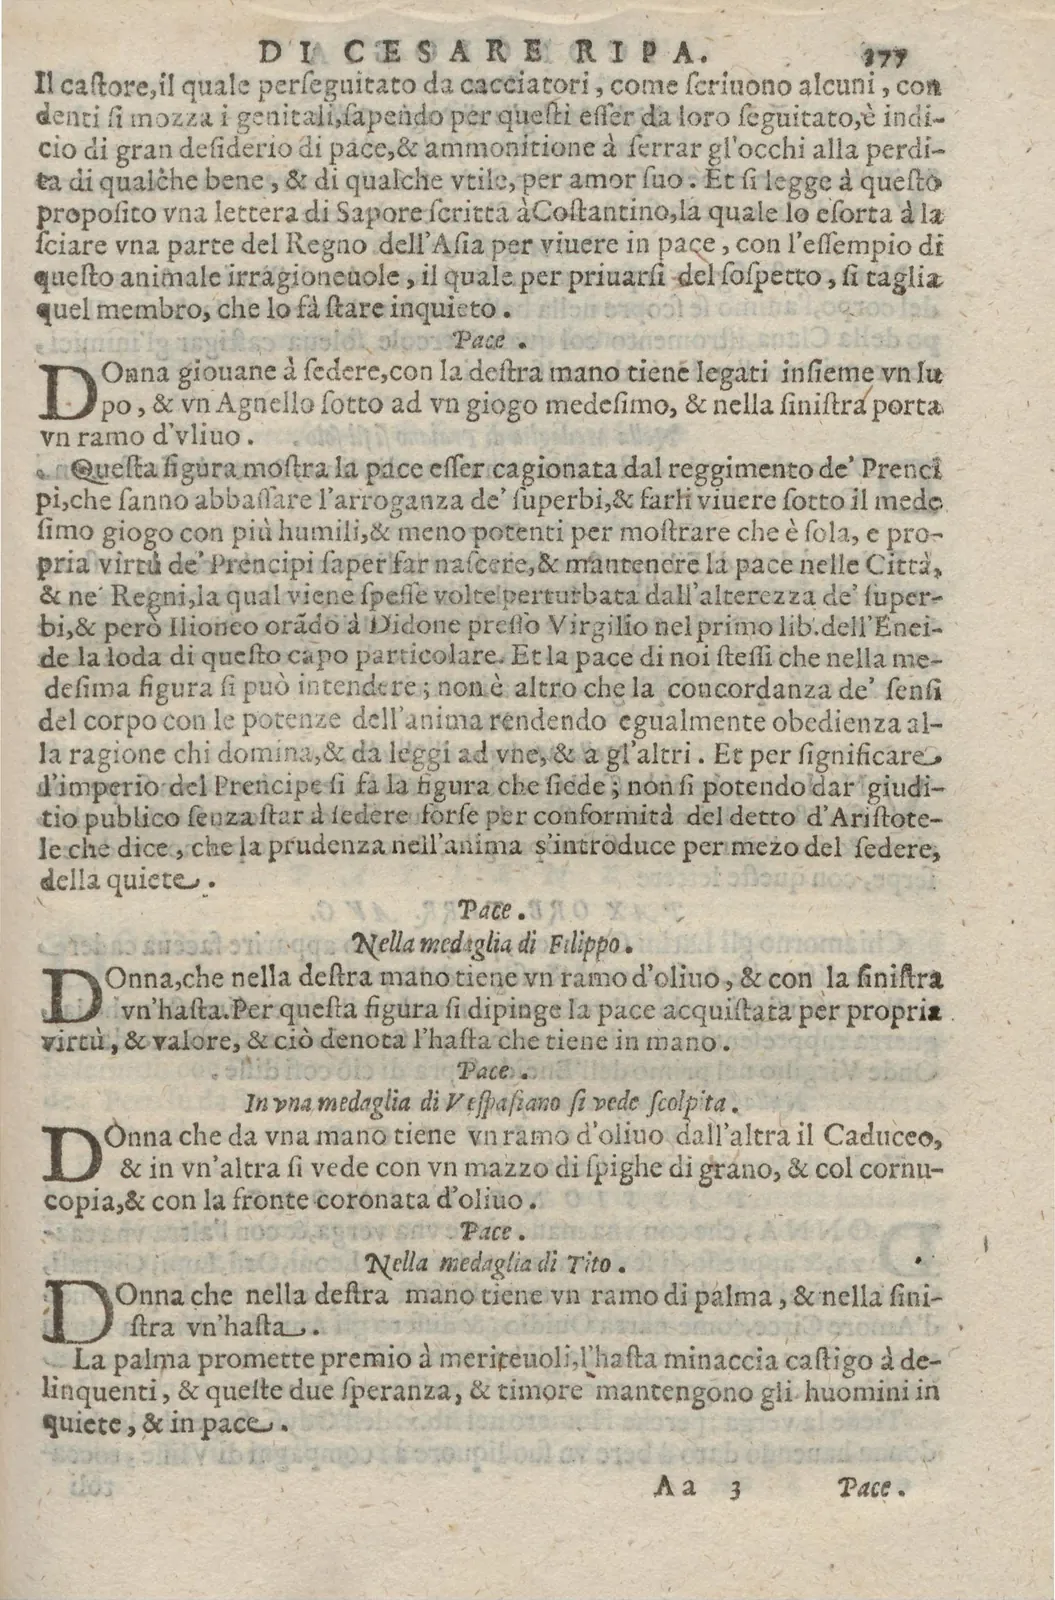 DI CESARE RIPA. 377
Il caſtore,il quale perſeguitato da cacciatori, come ſcriuono alcuni, con
denti ſi mozza i genitali,ſapendo per queſti eſſer da loro ſeguitato,è indi-
cio di gran deſiderio di pace,& ammonitione à ſerrar gl'occhi alla perdi-
ta di qualche bene, & di qualche vtile, per amor ſuo. Et ſi legge à queſto
propoſito vna lettera di Sapore ſcritta à Coſtantino,la quale lo eſorta à la
ſciare vna parte del Regno dell'Aſia per viuere in pace, con l'eſſempio di
queſto animale irragioneuole, il quale per priuarſi del ſoſpetto, ſi taglia
quel membro, che lo fà ſtare inquieto.
Pace.
DOnna giouane à ſedere,con la deſtra mano tiene legati inſieme vn lu
po, & vn Agnello ſotto ad vn giogo medeſimo, & nella ſiniſtra porta
vn ramo d'vliuo.
Queſta figura moſtra la pace eſſer cagionata dal reggimento de' Prenci
pi,che ſanno abbaſſare l'arroganza de' ſuperbi,& farli viuere ſotto il mede
ſimo giogo con più humili,& meno potenti per moſtrare che è ſola, e pro-
pria virtù de' Prencipi ſaper far naſcere,& mantenere la pace nelle Città,
& ne' Regni,la qual viene ſpeſſe volte perturbata dall'alterezza de' ſuper-
bi,& però Ilioneo orãdo à Didone preſſo Virgilio nel primo lib.dell'Enei-
de la loda di queſto capo particolare. Et la pace di noi ſteſſi che nella me-
deſima figura ſi può intendere; non è altro che la concordanza de' ſenſi
del corpo con le potenze dell'anima rendendo egualmente obedienza al-
la ragione chi domina,& da leggi ad vne, & a gl'altri. Et per ſignificare
l'imperio del Prencipe ſi fà la figura che ſiede; non ſi potendo dar giudi-
tio publico ſenza ſtar à ſedere forſe per conformità del detto d'Ariſtote-
le che dice, che la prudenza nell'anima s'introduce per mezo del ſedere,
della quiete.
Pace.
Nella medaglia di Filippo.
DOnna,che nella deſtra mano tiene vn ramo d'oliuo, & con la ſiniſtra
vn'haſta.Per queſta figura ſi dipinge la pace acquiſtata per propria
virtù, & valore, & ciò denota l'haſta che tiene in mano.
Pace.
In vna medaglia di Veſpaſiano ſi vede ſcolpita.
DOnna che da vna mano tiene vn ramo d'oliuo dall'altra il Caduceo,
& in vn'altra ſi vede con vn mazzo di ſpighe di grano, & col cornu-
copia,& con la fronte coronata d'oliuo.
Pace.
Nella medaglia di Tito.
DOnna che nella deſtra mano tiene vn ramo di palma, & nella ſini-
ſtra vn'haſta.
La palma promette premio à meriteuoli,l'haſta minaccia caſtigo à de-
linquenti, & queſte due ſperanza, & timore mantengono gli huomini in
quiete, & in pace.
Aa 3 Pace.